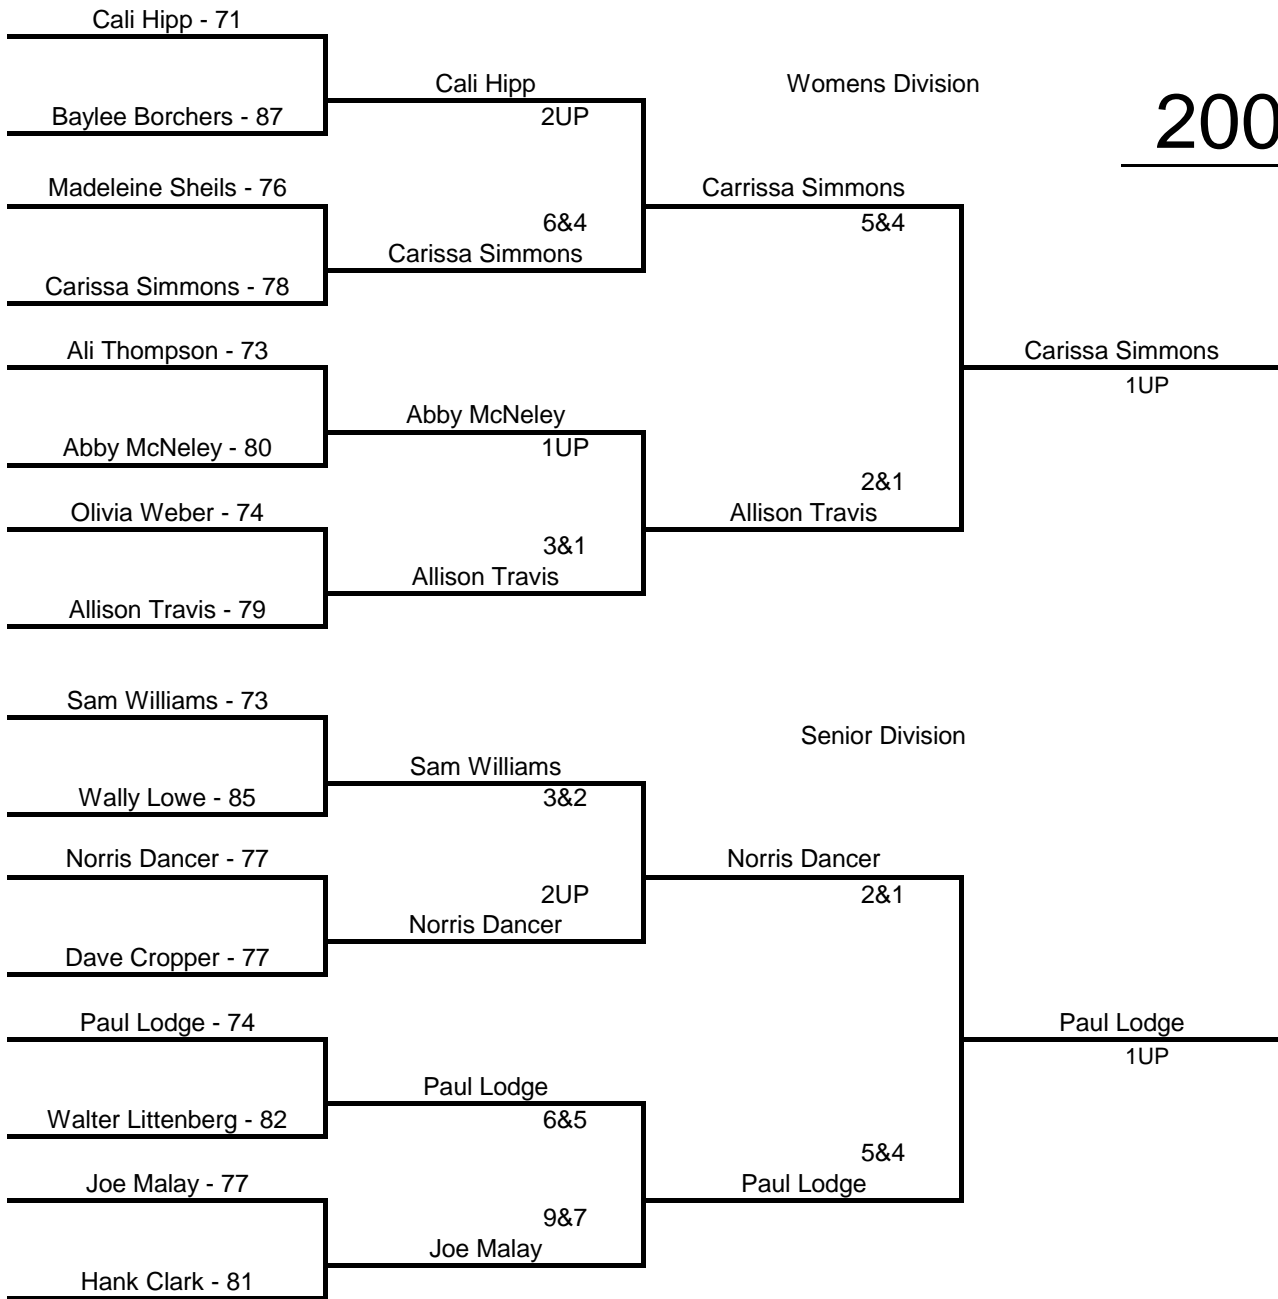 Cali Hipp - 71
Cali Hipp
Womens Division
200
Baylee Borchers - 87
2UP
Madeleine Sheils - 76
Carrissa Simmons
6&4
5&4
Carissa Simmons
Carissa Simmons - 78
Ali Thompson - 73
Carissa Simmons
1UP
Abby McNeley
Abby McNeley - 80
1UP
2&1
Olivia Weber - 74
Allison Travis
3&1
Allison Travis
Allison Travis - 79
Sam Williams - 73
Senior Division
Sam Williams
Wally Lowe - 85
3&2
Norris Dancer - 77
Norris Dancer
2UP
2&1
Norris Dancer
Dave Cropper - 77
Paul Lodge - 74
Paul Lodge
1UP
Paul Lodge
Walter Littenberg - 82
6&5
5&4
Joe Malay - 77
Paul Lodge
9&7
Joe Malay
Hank Clark - 81